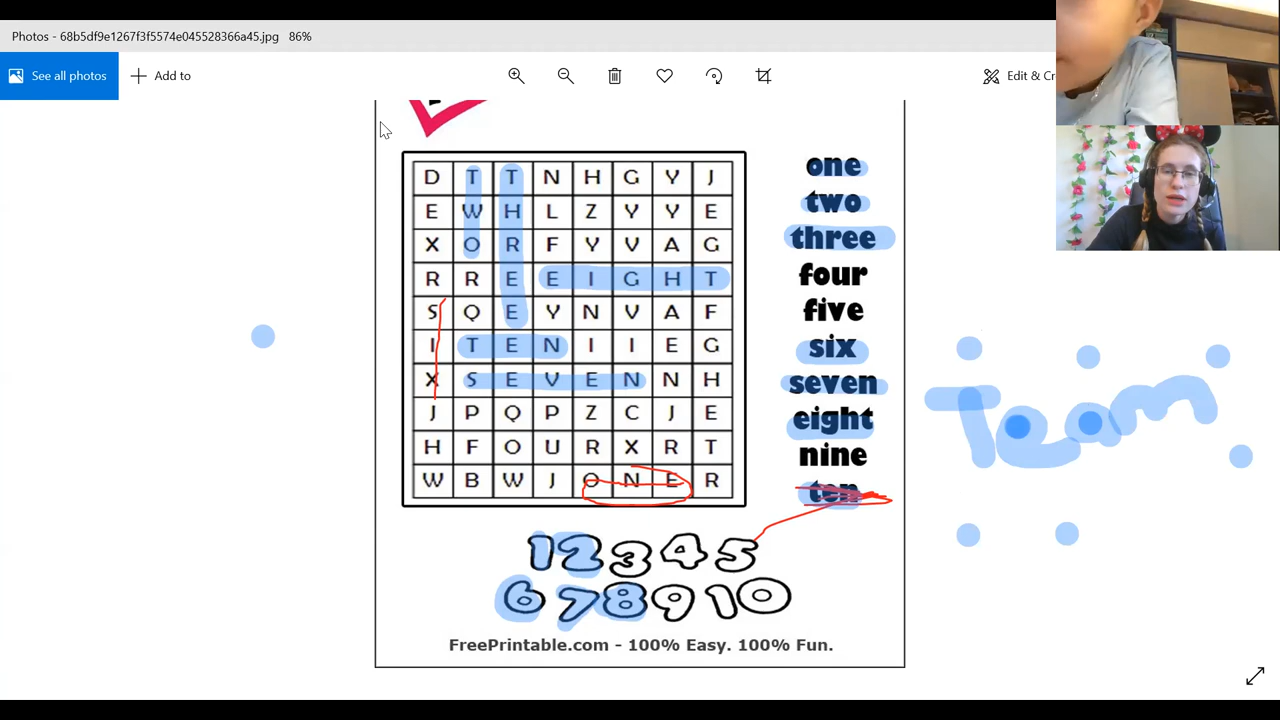 Photos - 68b5df9e1267f3f5574e045528366a45.jpg 86%
See all photos
Add to
Edit & Cr
D T T N H G Y J
E W H L Z Y Y E
X O R F Y V A G
R R E E I G H T
S Q E Y N V A F
I T E N I I E G
X S E V E N N H
J P Q P Z C J E
H F O U R X R T
W B W J O N E R
one
two
three
four
five
six
seven
eight
nine
ten
Team
1 2 3 4 5
6 7 8 9 10
FreePrintable.com - 100% Easy. 100% Fun.